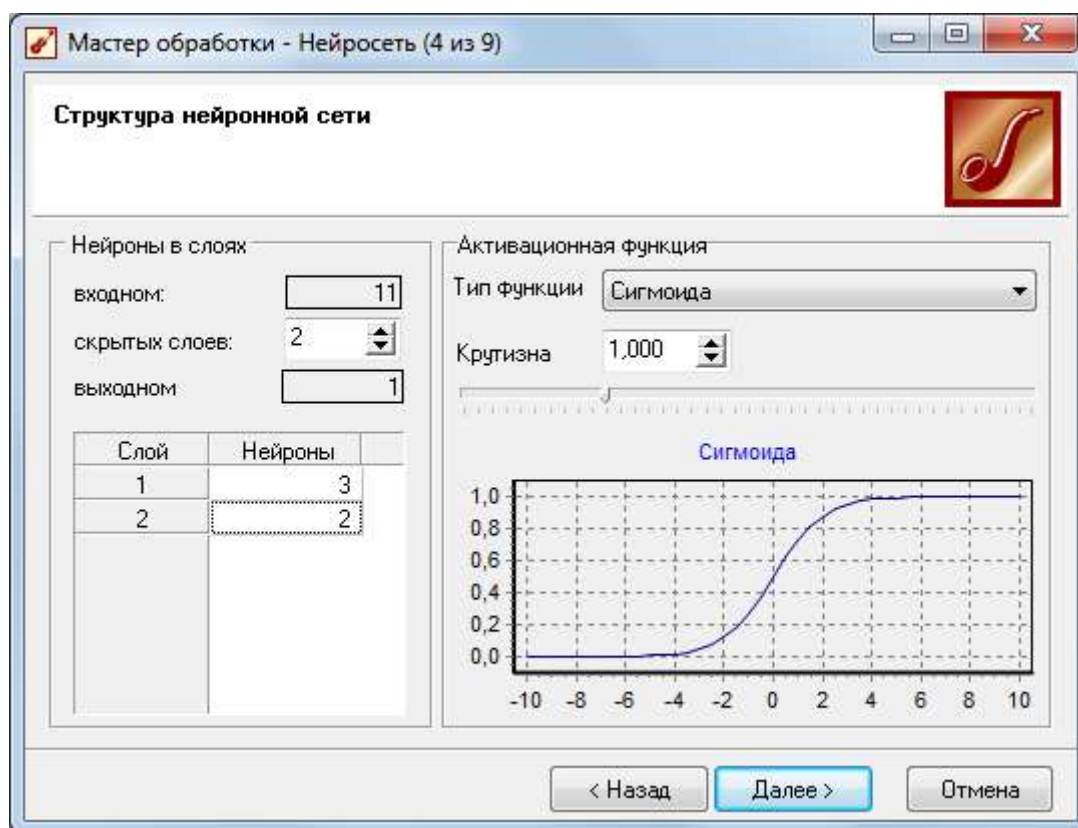 Мастер обработки - Нейросеть (4 из 9)
Структура нейронной сети
Нейроны в слоях
входном: 11
скрытых слоев: 2
выходном 1
Слой Нейроны
1 3
2 2
Активационная функция
Тип функции Сигмоида
Крутизна 1,000
Сигмоида
1,0
0,8
0,6
0,4
0,2
0,0
-10 -8 -6 -4 -2 0 2 4 6 8 10
< Назад Далее > Отмена